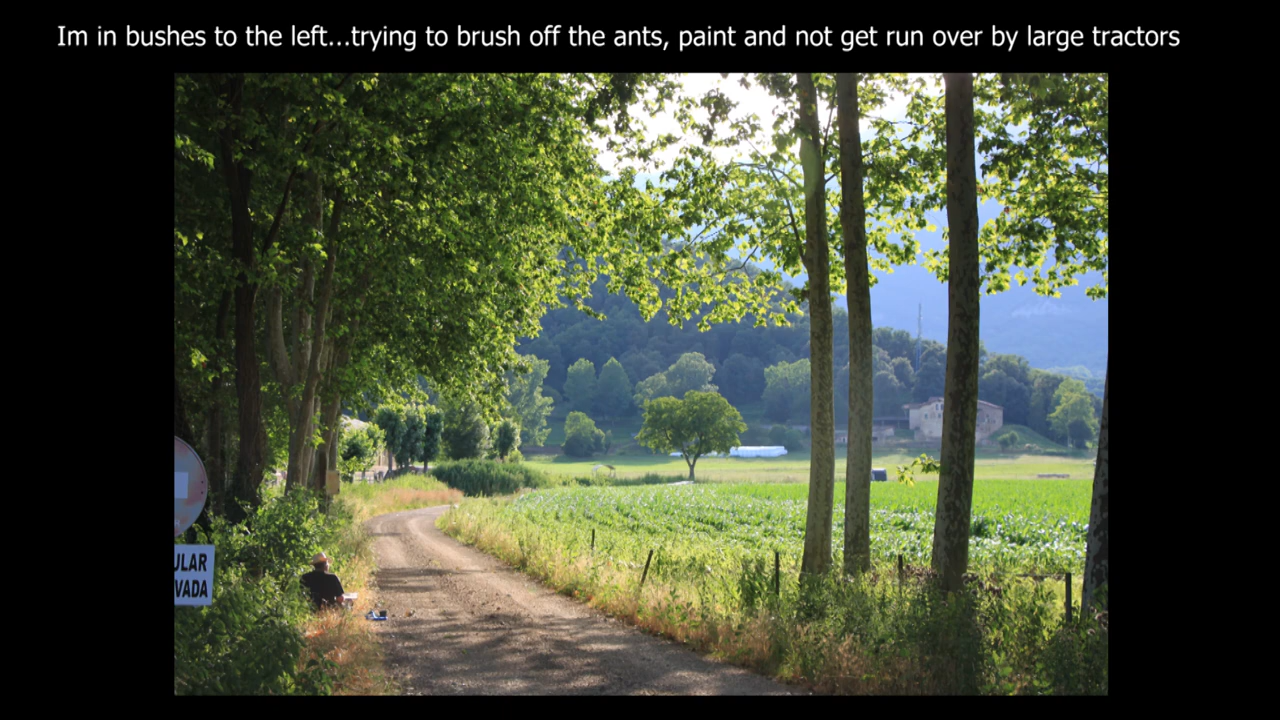 Im in bushes to the left...trying to brush off the ants, paint and not get run over by large tractors
ULAR
VADA